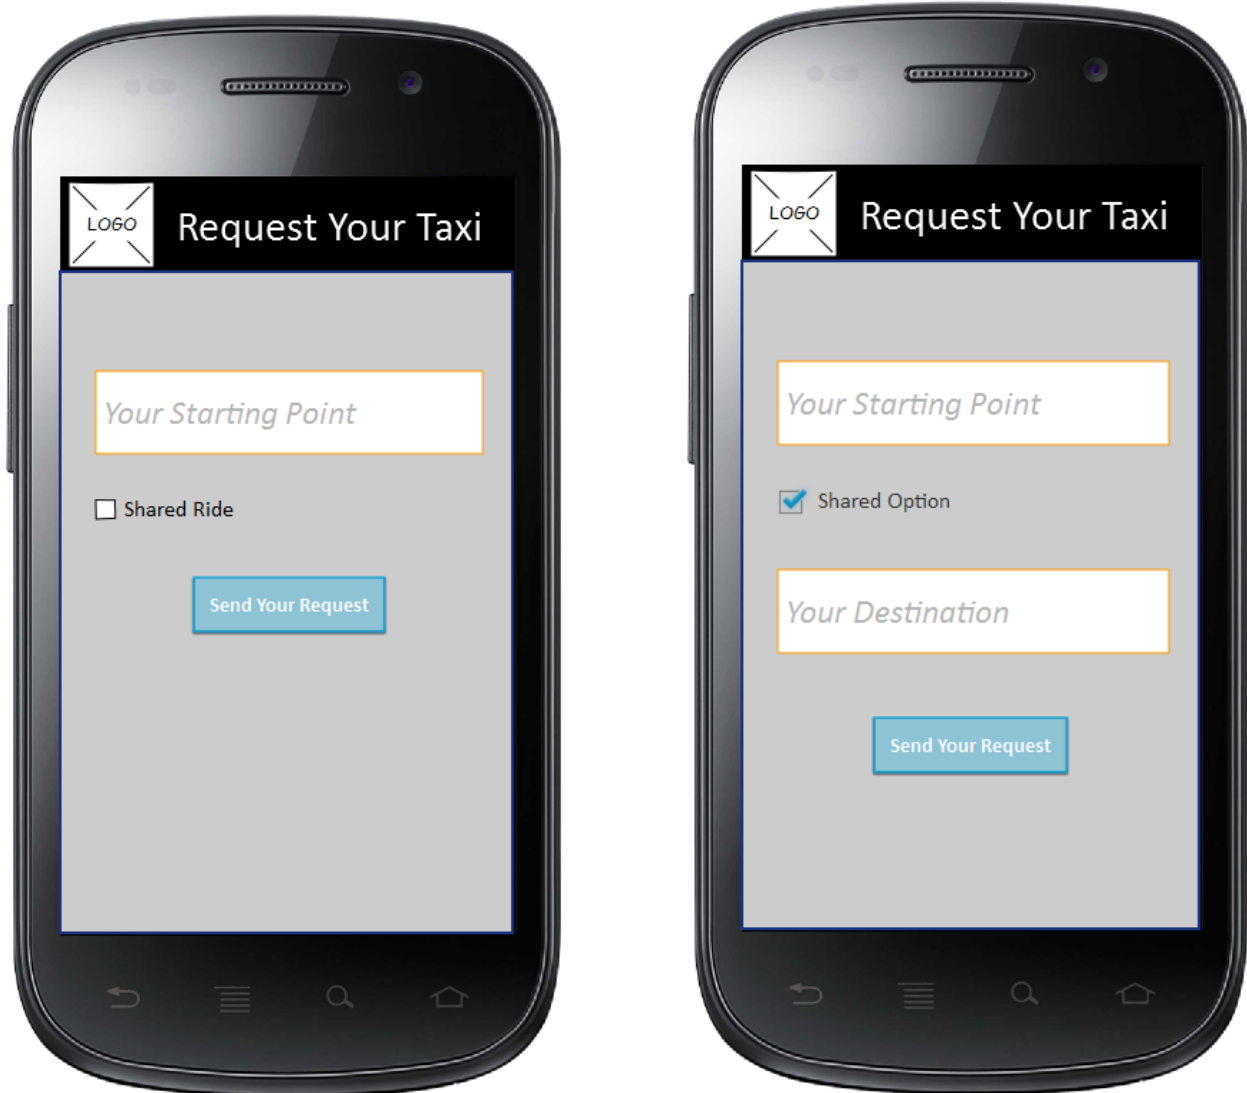 LOGO
Request Your Taxi
Your Starting Point
Shared Ride
Send Your Request
LOGO
Request Your Taxi
Your Starting Point
Shared Option
Your Destination
Send Your Request